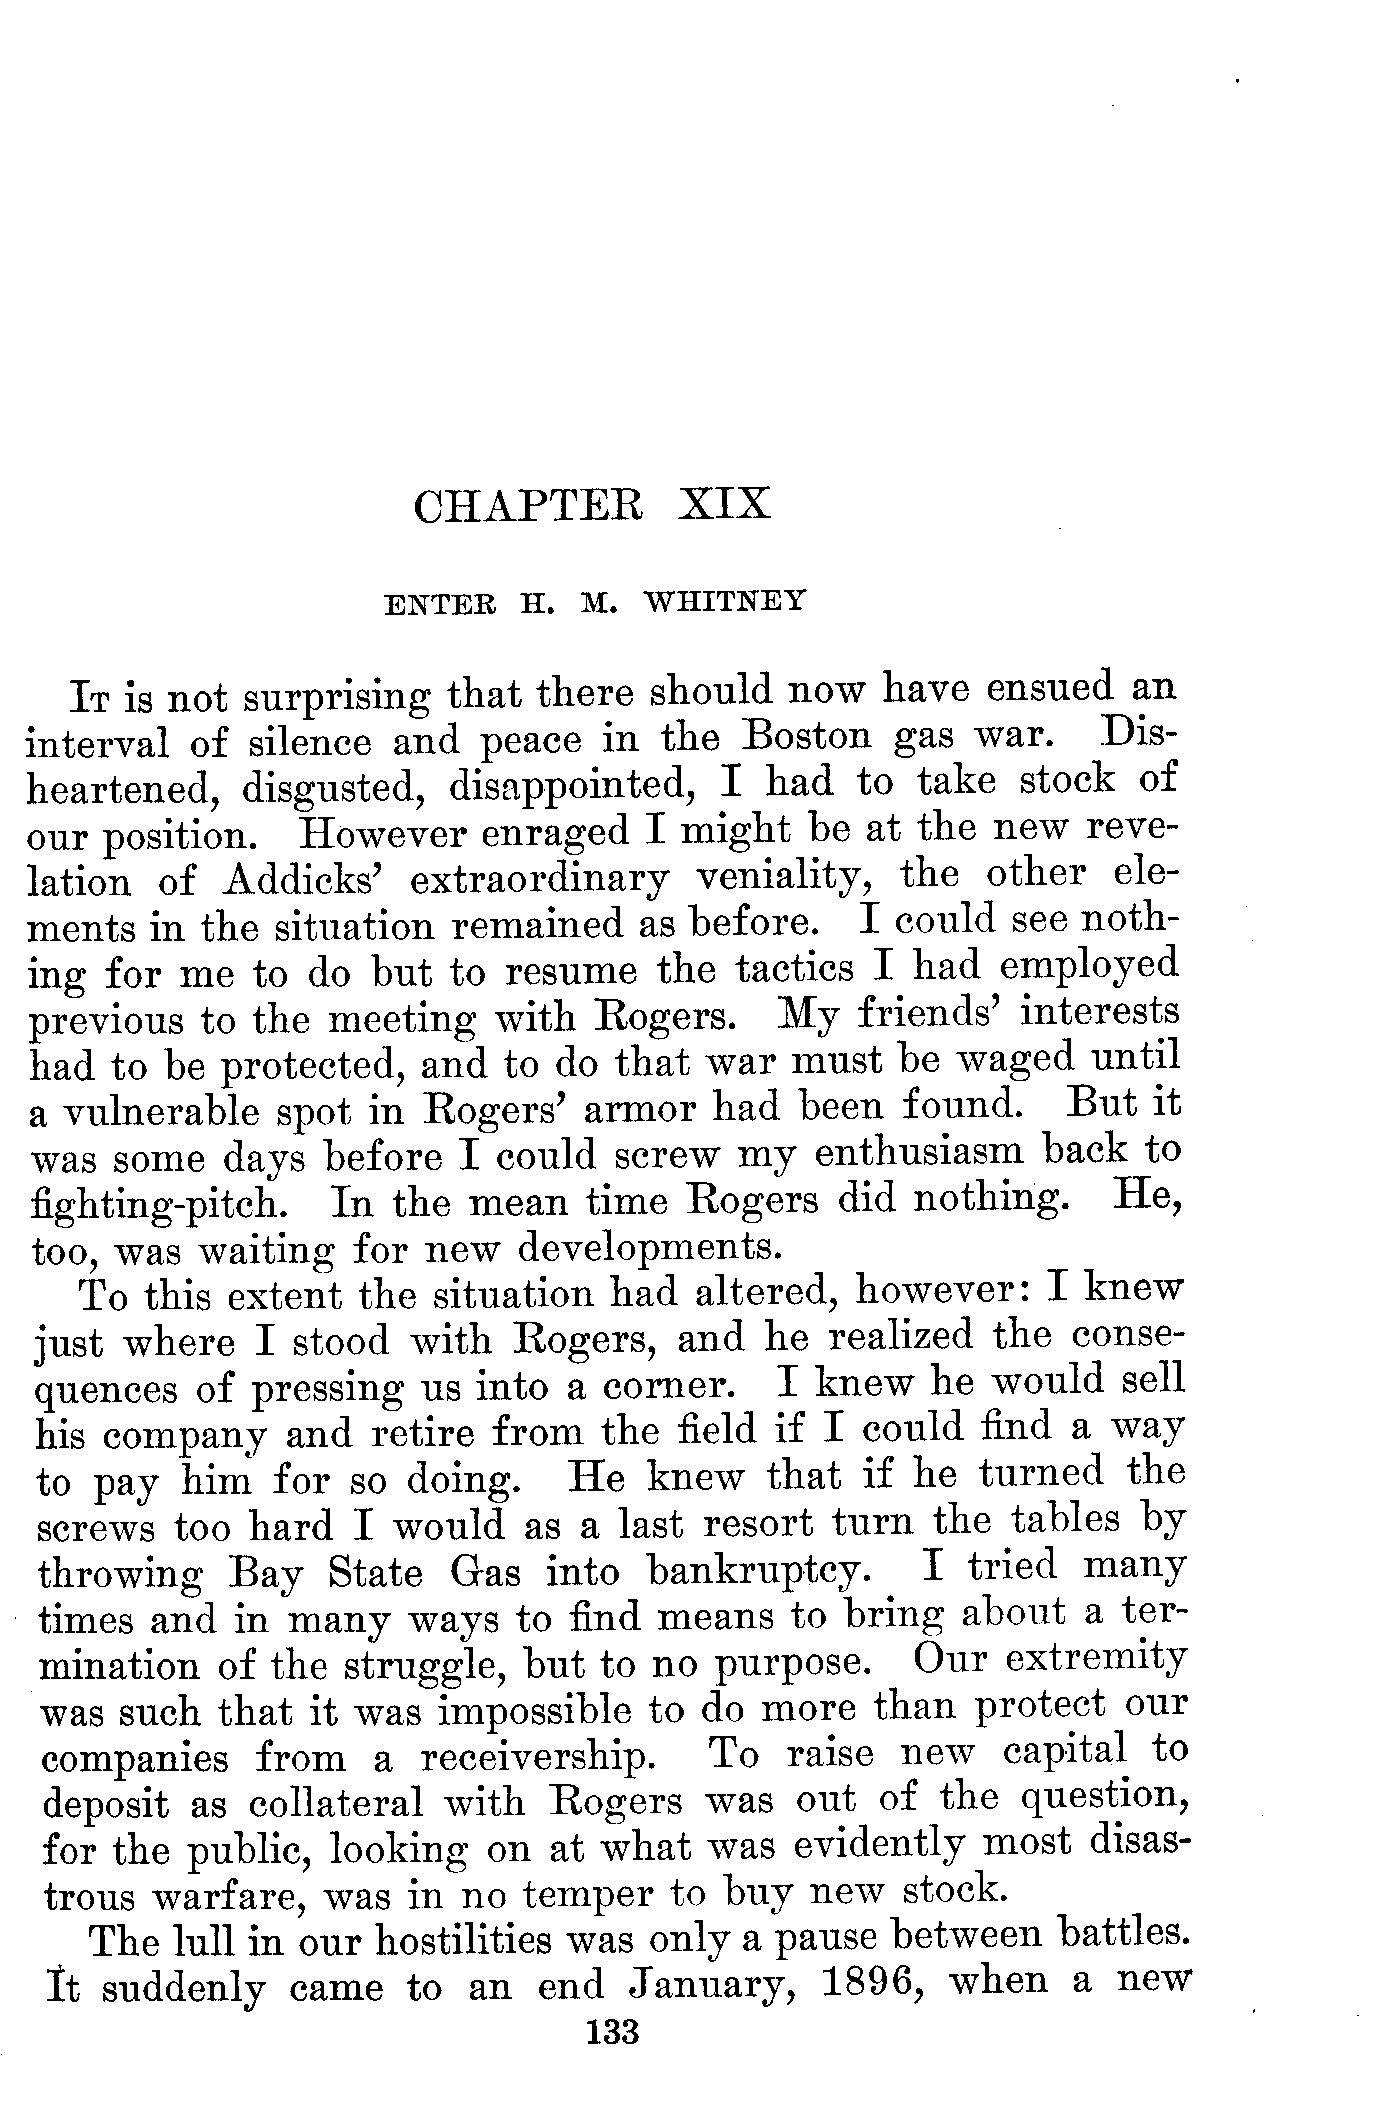 CHAPTER XIX
ENTER H. M. WHITNEY
IT is not surprising that there should now have ensued an
interval of silence and peace in the Boston gas war. Dis-
heartened, disgusted, disappointed, I had to take stock of
our position. However enraged I might be at the new reve-
lation of Addicks’ extraordinary veniality, the other ele-
ments in the situation remained as before. I could see noth-
ing for me to do but to resume the tactics I had employed
previous to the meeting with Rogers. My friends’ interests
had to be protected, and to do that war must be waged until
a vulnerable spot in Rogers’ armor had been found. But it
was some days before I could screw my enthusiasm back to
fighting-pitch. In the mean time Rogers did nothing. He,
too, was waiting for new developments.
To this extent the situation had altered, however: I knew
just where I stood with Rogers, and he realized the conse-
quences of pressing us into a corner. I knew he would sell
his company and retire from the field if I could find a way
to pay him for so doing. He knew that if he turned the
screws too hard I would as a last resort turn the tables by
throwing Bay State Gas into bankruptcy. I tried many
times and in many ways to find means to bring about a ter-
mination of the struggle, but to no purpose. Our extremity
was such that it was impossible to do more than protect our
companies from a receivership. To raise new capital to
deposit as collateral with Rogers was out of the question,
for the public, looking on at what was evidently most disas-
trous warfare, was in no temper to buy new stock.
The lull in our hostilities was only a pause between battles.
It suddenly came to an end January, 1896, when a new
133